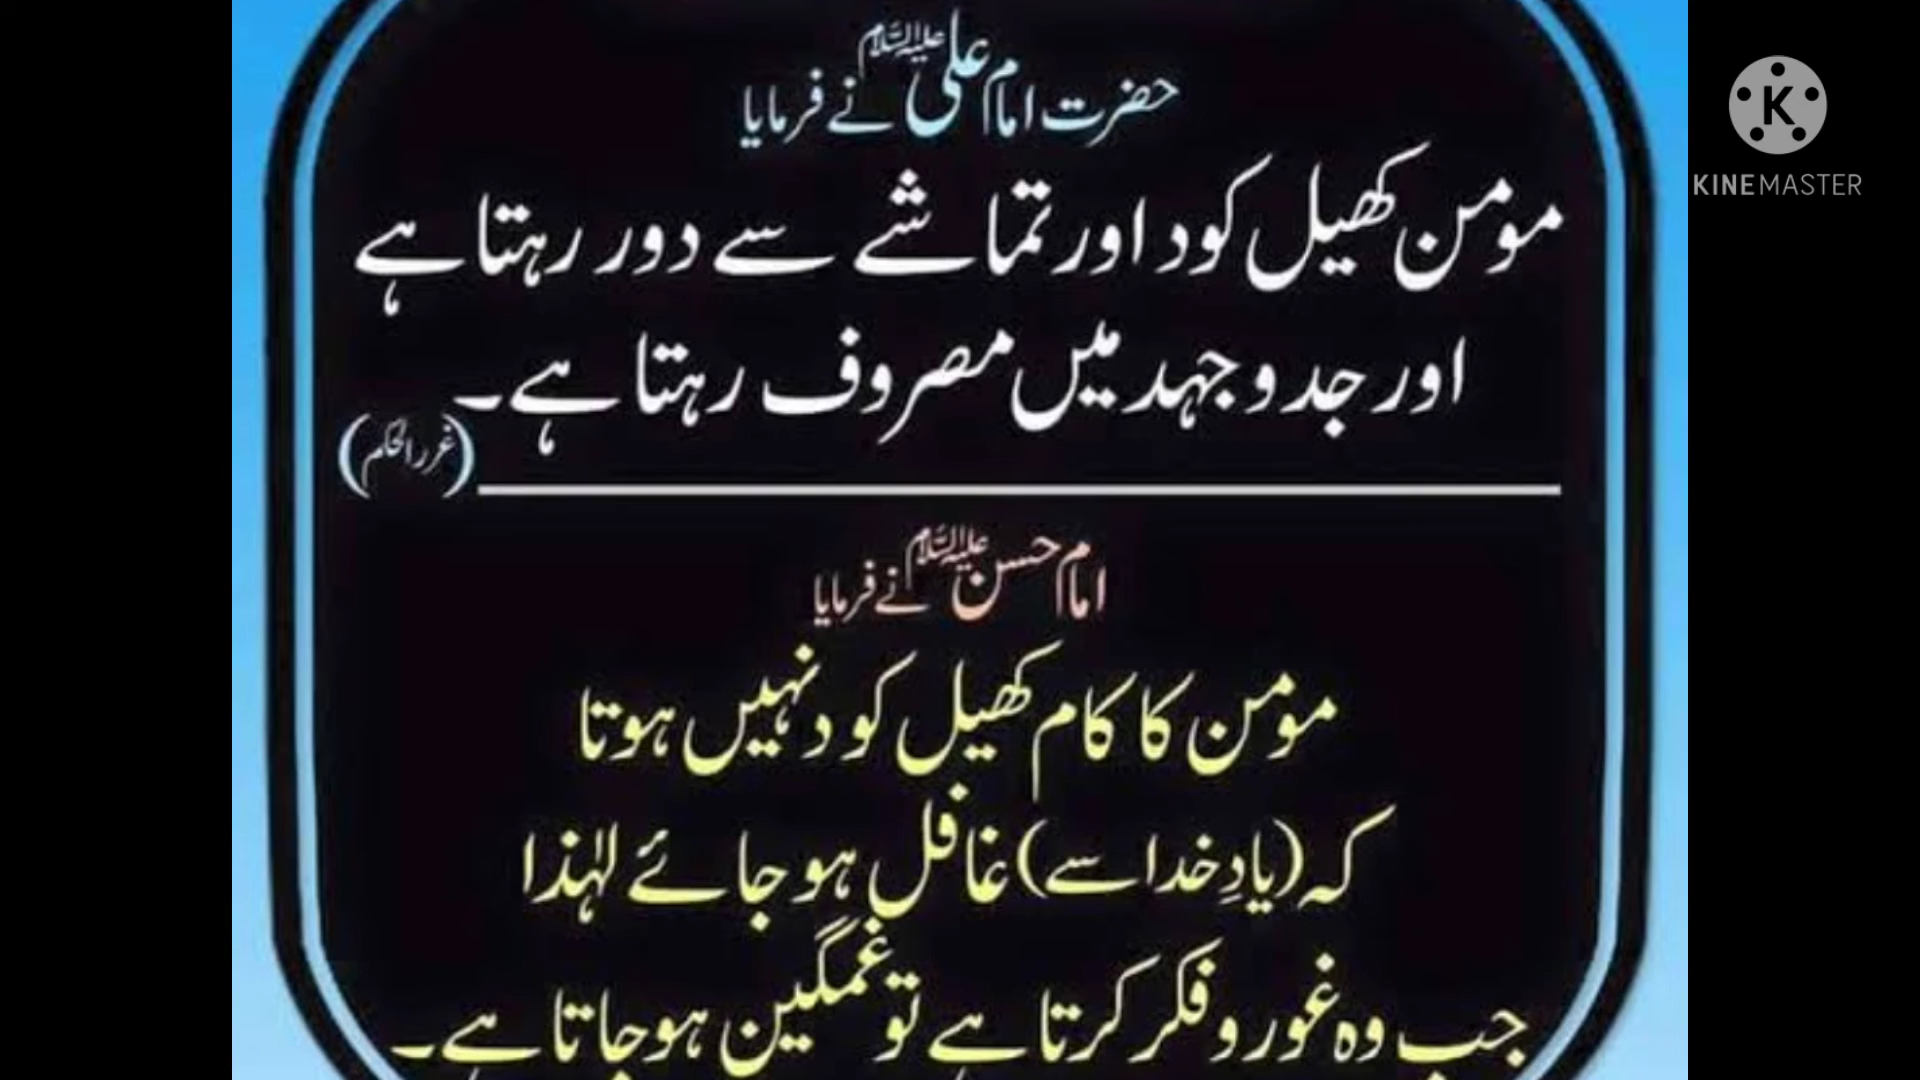 حضرت امام علی علیہ السلام نے فرمایا
مومن کھیل کود اور تماشے سے دور رہتا ہے
اور جدوجہد میں مصروف رہتا ہے۔
(غررالحکم)
امام حسن علیہ السلام نے فرمایا
مومن کا کام کھیل کود نہیں ہوتا
کہ (یادِ خدا سے) غافل ہو جائے لہٰذا
جب وہ غور و فکر کرتا ہے تو غمگین ہو جاتا ہے۔
KINEMASTER